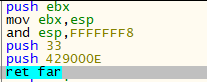 push ebx
mov ebx,esp
and esp,FFFFFFF8
push 33
push 429000E
ret far